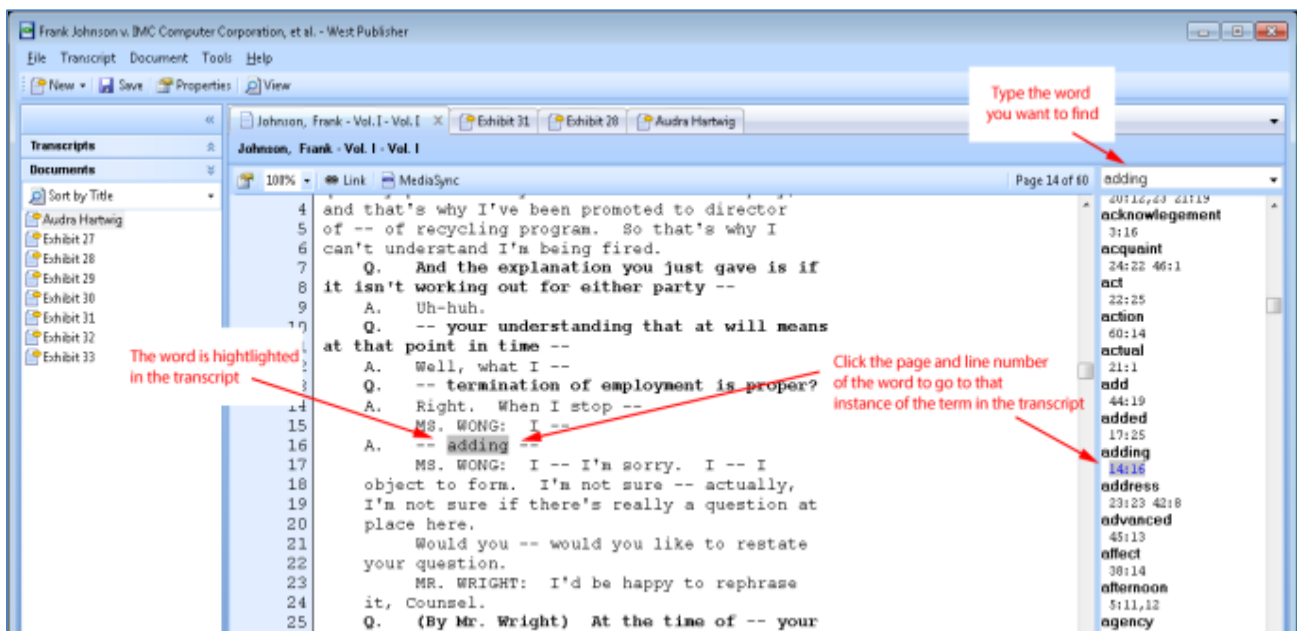 Frank Johnson v. IMC Computer Corporation, et al. - West Publisher
File Transcript Document Tools Help
New Save Properties View
Type the word
you want to find
Johnson, Frank - Vol. I - Vol. I X Exhibit 31 Exhibit 28 Audra Hartwig
Transcripts
Johnson, Frank - Vol. I - Vol. I
Documents
100% Link MediaSync Page 14 of 60 adding
Sort by Title
Audra Hartwig
Exhibit 27
Exhibit 28
Exhibit 29
Exhibit 30
Exhibit 31
Exhibit 32
Exhibit 33
The word is hightlighted
in the transcript
4 and that's why I've been promoted to director
5 of -- of recycling program. So that's why I
6 can't understand I'm being fired.
7 Q. And the explanation you just gave is if
8 it isn't working out for either party --
9 A. Uh-huh.
Q. -- your understanding that at will means
at that point in time --
A. Well, what I --
Q. -- termination of employment is proper?
14 A. Right. When I stop --
15 MS. WONG: I --
16 A. -- adding --
17 MS. WONG: I -- I'm sorry. I -- I
18 object to form. I'm not sure -- actually,
19 I'm not sure if there's really a question at
20 place here.
21 Would you -- would you like to restate
22 your question.
23 MR. WRIGHT: I'd be happy to rephrase
24 it, Counsel.
25 Q. (By Mr. Wright) At the time of -- your
Click the page and line number
of the word to go to that
instance of the term in the transcript
20:12,23 21:19
acknowlegement
3:16
acquaint
24:22 46:1
act
22:25
action
60:14
actual
21:1
add
44:19
added
17:25
adding
14:16
address
23:23 42:8
advanced
45:13
affect
38:14
afternoon
5:11,12
agency